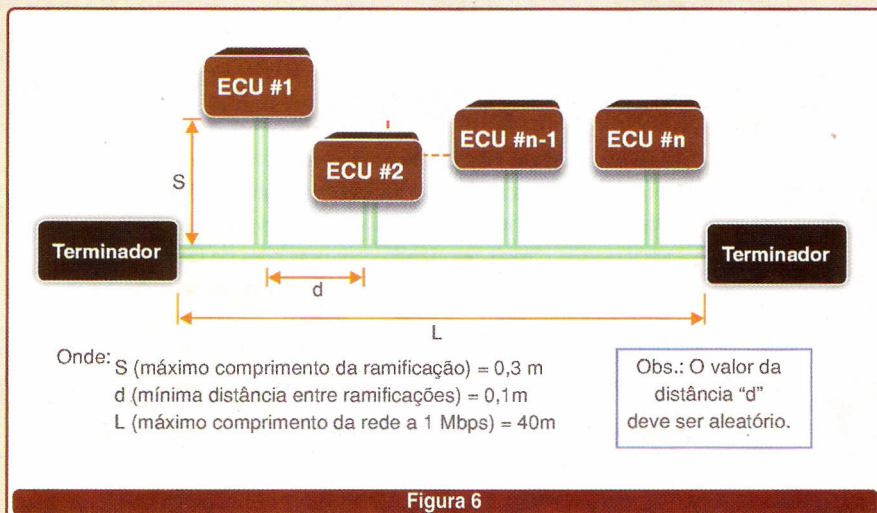 ECU #1
ECU #2
ECU #n-1
ECU #n
S
Terminador
Terminador
d
L
Onde: S (máximo comprimento da ramificação) = 0,3 m
d (mínima distância entre ramificações) = 0,1m
L (máximo comprimento da rede a 1 Mbps) = 40m
Obs.: O valor da
distância “d”
deve ser aleatório.
Figura 6